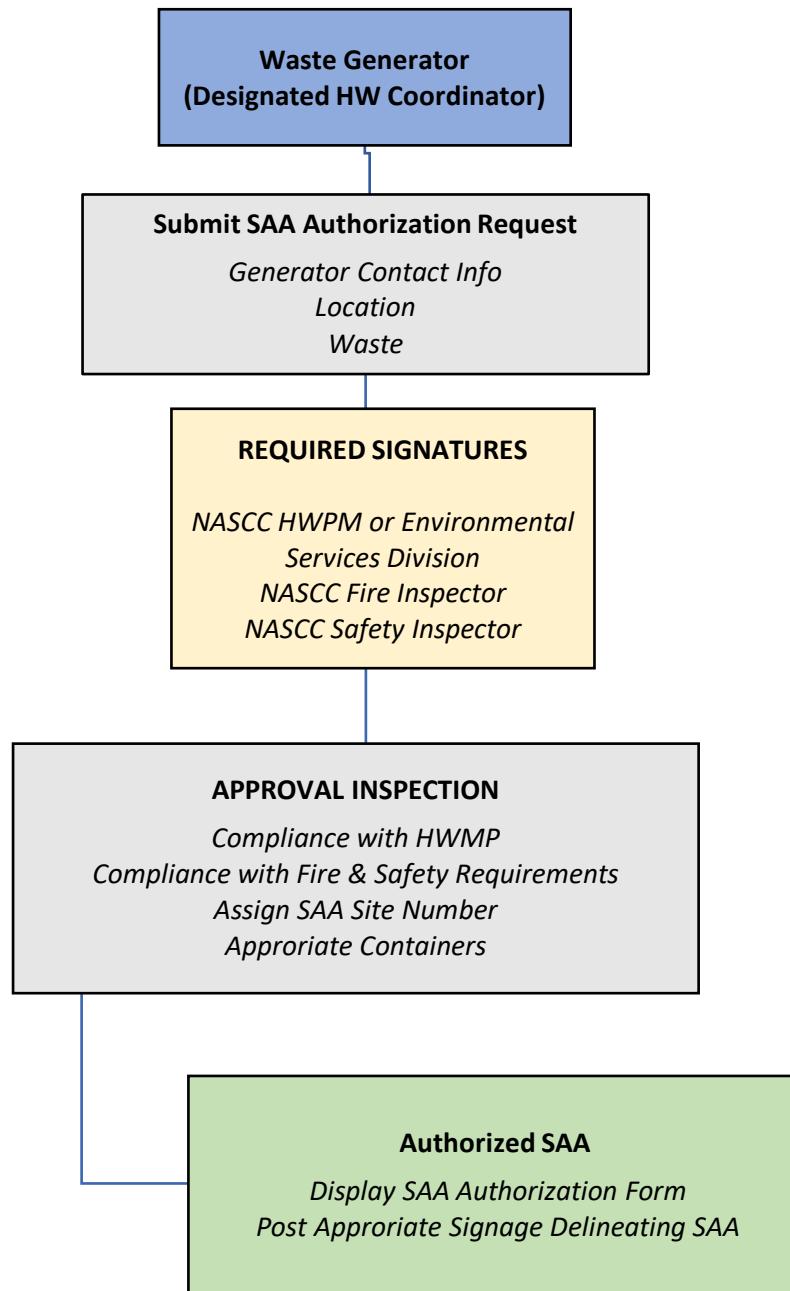 Waste Generator
(Designated HW Coordinator)
Submit SAA Authorization Request
Generator Contact Info
Location
Waste
REQUIRED SIGNATURES
NASCC HWPM or Environmental
Services Division
NASCC Fire Inspector
NASCC Safety Inspector
APPROVAL INSPECTION
Compliance with HWMP
Compliance with Fire & Safety Requirements
Assign SAA Site Number
Approriate Containers
Authorized SAA
Display SAA Authorization Form
Post Approriate Signage Delineating SAA